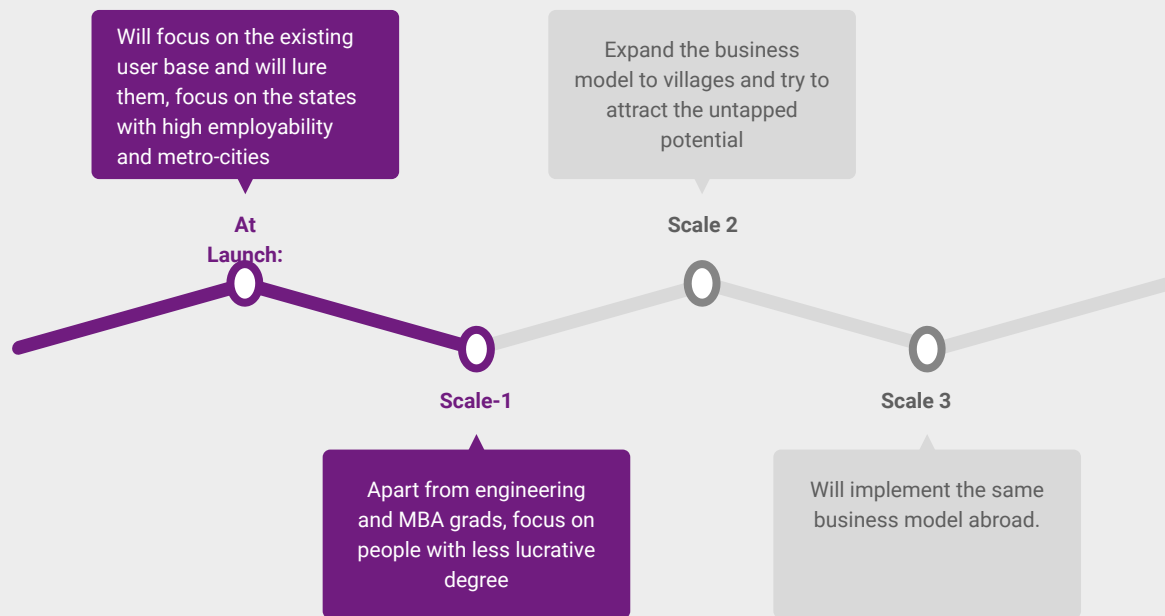 Will focus on the existing
user base and will lure
them, focus on the states
with high employability
and metro-cities
At
Launch:
Apart from engineering
and MBA grads, focus on
people with less lucrative
degree
Scale-1
Expand the business
model to villages and try to
attract the untapped
potential
Scale 2
Will implement the same
business model abroad.
Scale 3